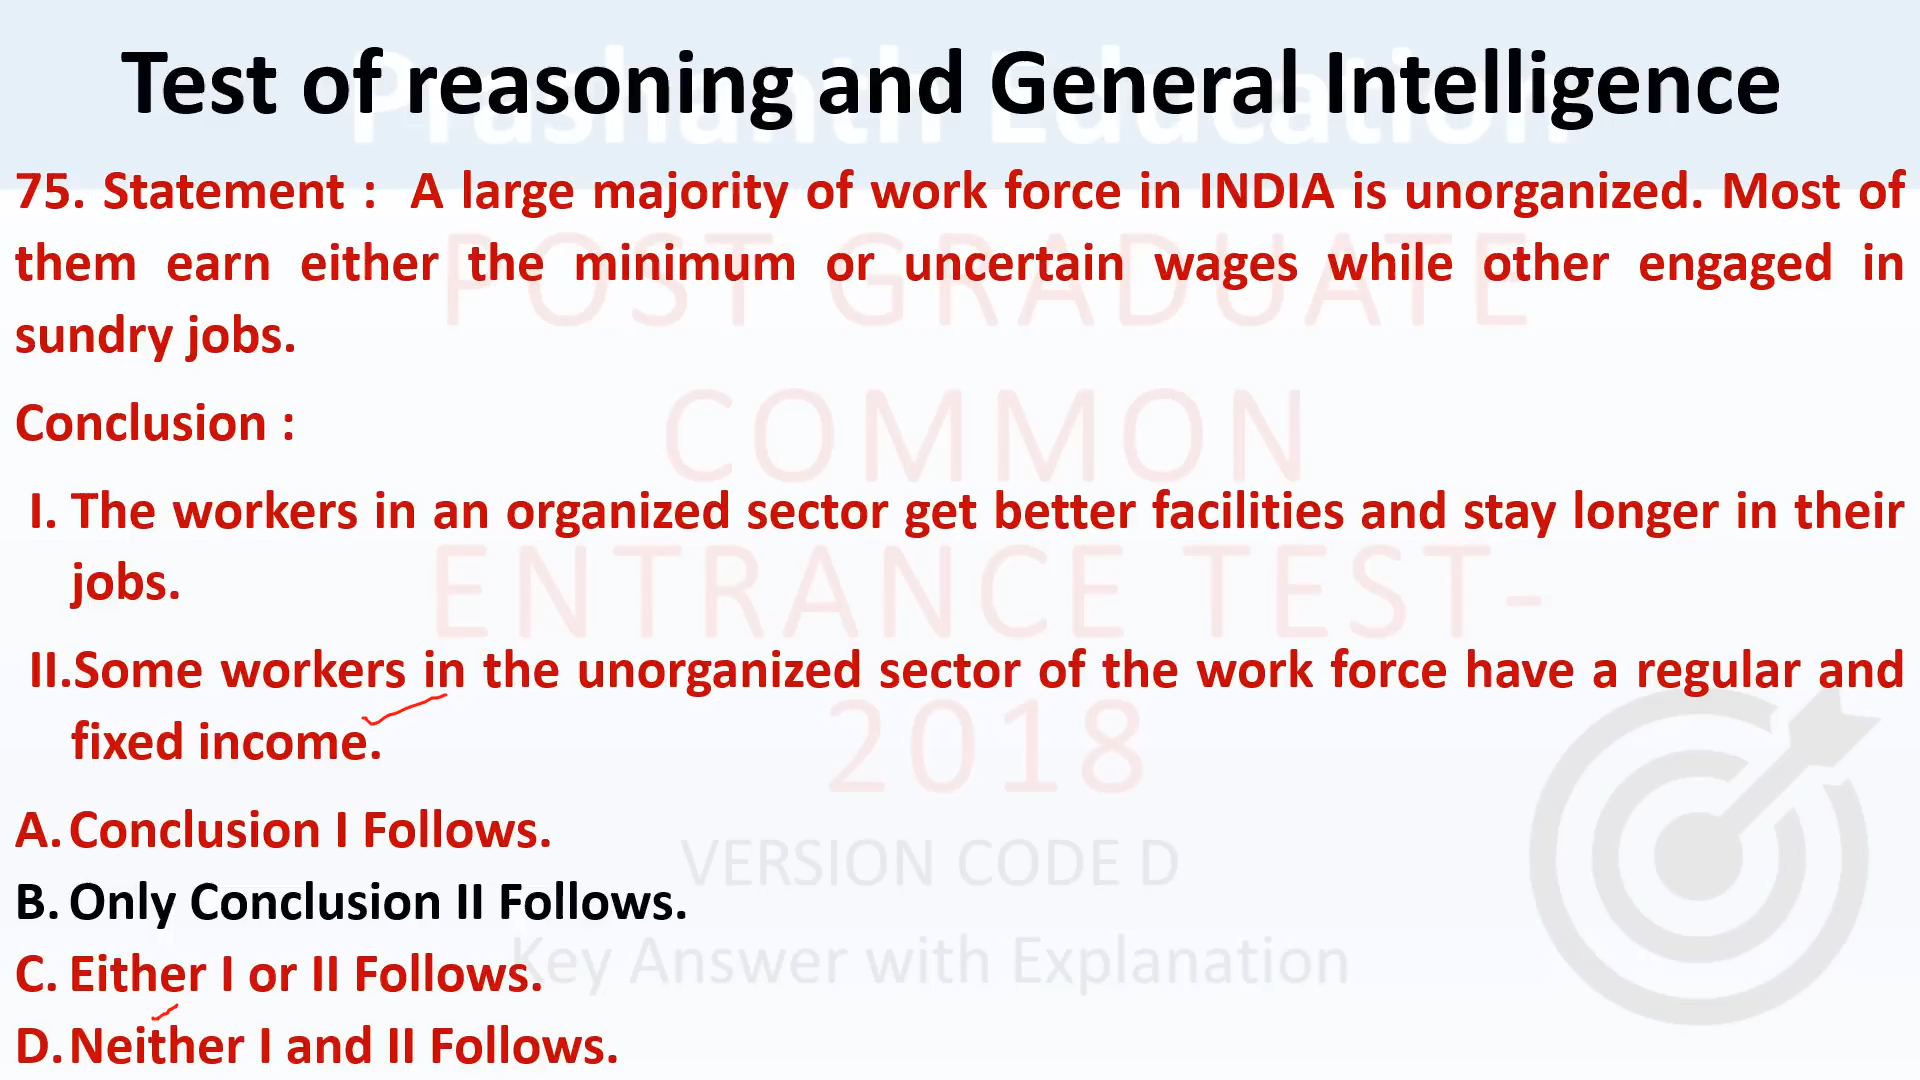 Prashanth Education
Test of reasoning and General Intelligence
75. Statement : A large majority of work force in INDIA is unorganized. Most of
them earn either the minimum or uncertain wages while other engaged in
sundry jobs.
Conclusion :
I. The workers in an organized sector get better facilities and stay longer in their
jobs.
II.Some workers in the unorganized sector of the work force have a regular and
fixed income.
A. Conclusion I Follows.
B. Only Conclusion II Follows.
C. Either I or II Follows.
D. Neither I and II Follows.
POST GRADUATE
COMMON
ENTRANCE TEST-
2018
VERSION CODE D
Key Answer with Explanation